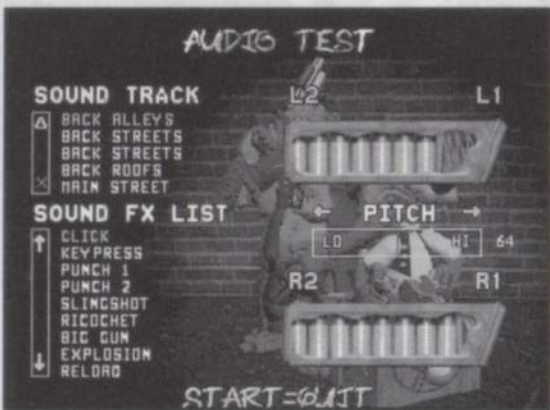 AUDIO TEST
L2 L1
SOUND TRACK
BACK ALLEYS
BACK STREETS
BACK STREETS
BACK ROOFS
MAIN STREET
SOUND FX LIST
← PITCH →
LO HI 64
CLICK
KEYPRESS
PUNCH 1
PUNCH 2
SLINGSHOT
RICOCHET
BIG GUN
EXPLOSION
RELOAD
R2 R1
START=QUIT